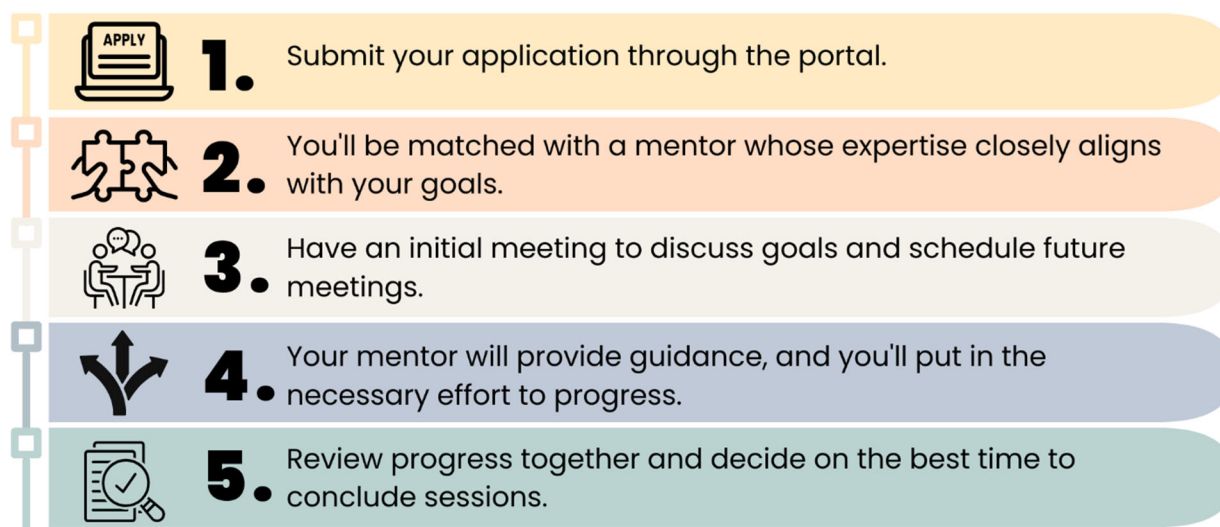 APPLY
1. Submit your application through the portal.
2. You'll be matched with a mentor whose expertise closely aligns
with your goals.
3. Have an initial meeting to discuss goals and schedule future
meetings.
4. Your mentor will provide guidance, and you'll put in the
necessary effort to progress.
5. Review progress together and decide on the best time to
conclude sessions.